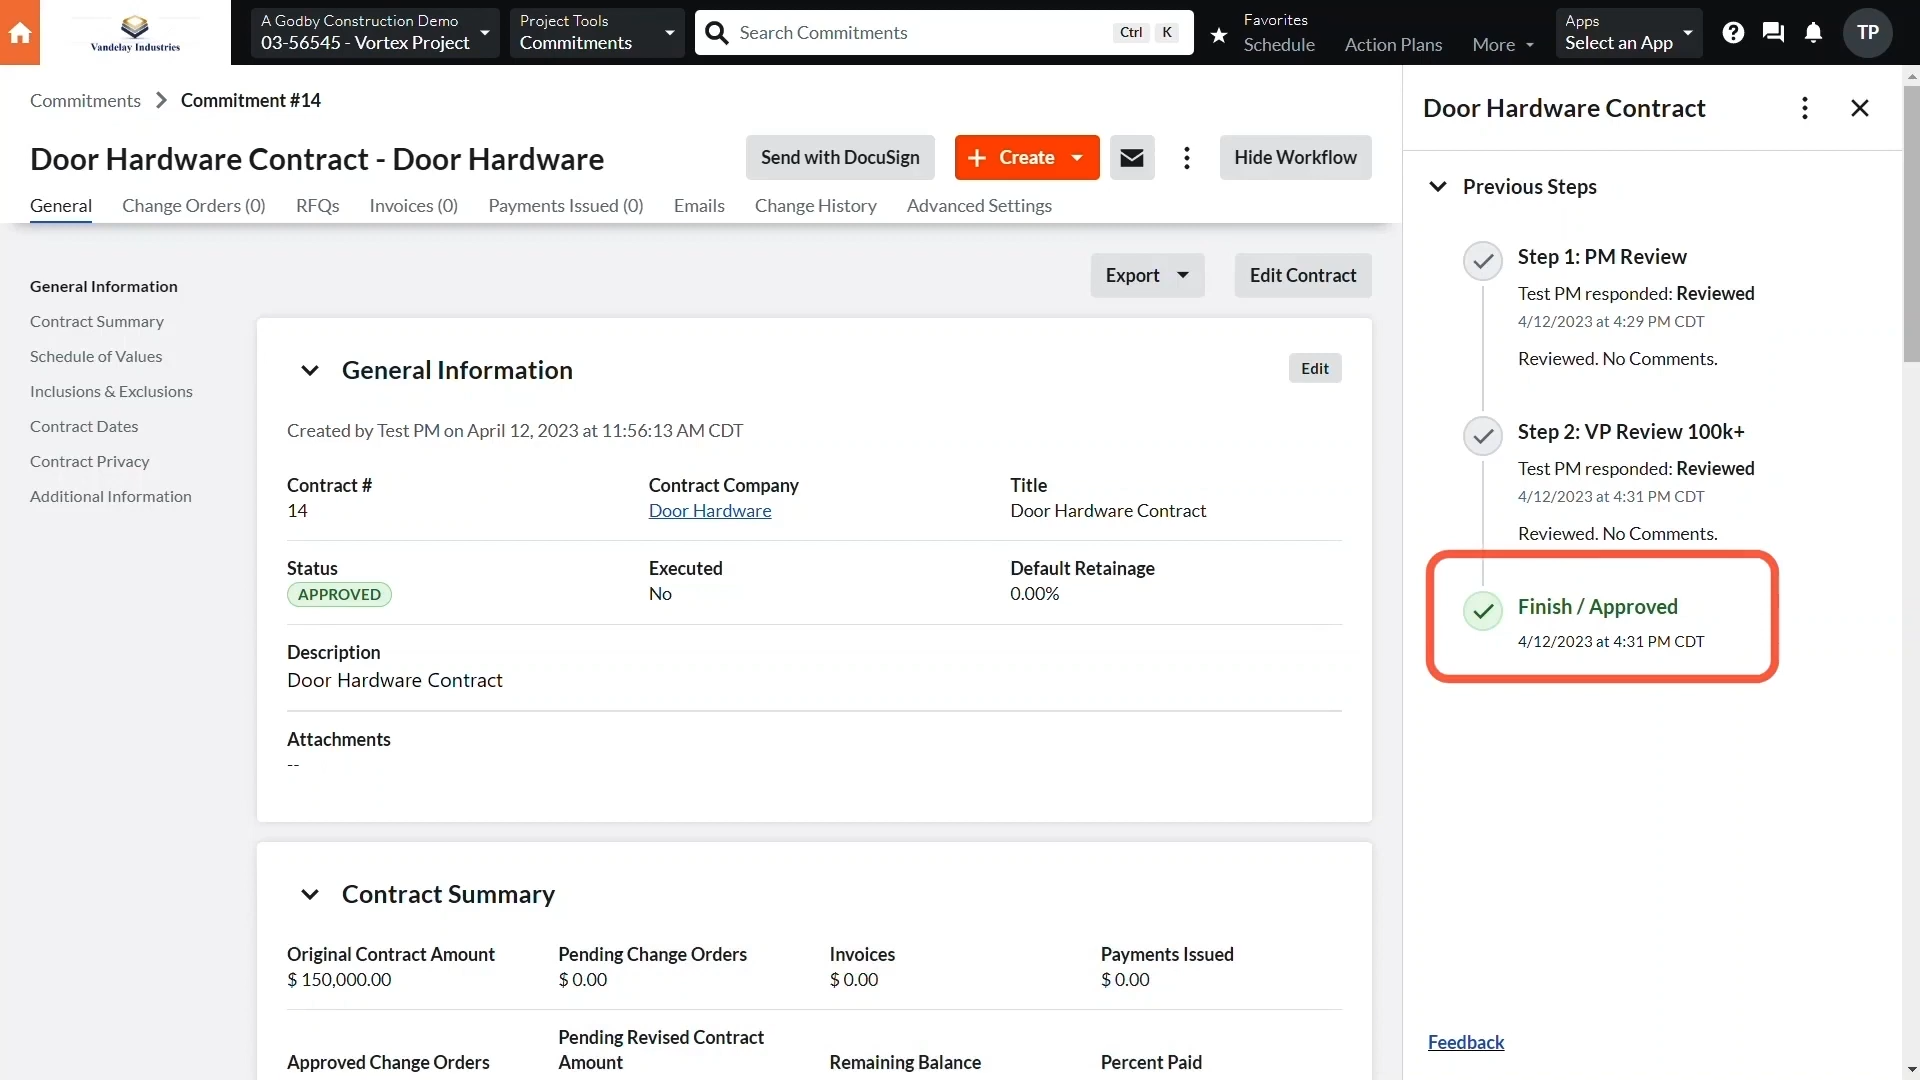 Vandelay Industries
A Godby Construction Demo
03-56545 - Vortex Project
Project Tools
Commitments
Search Commitments
Ctrl K
Favorites
Schedule
Action Plans
More
Apps
Select an App
TP
Commitments Commitment #14
Door Hardware Contract - Door Hardware
Send with DocuSign
Create
Hide Workflow
General
Change Orders (0)
RFQs
Invoices (0)
Payments Issued (0)
Emails
Change History
Advanced Settings
General Information
Contract Summary
Schedule of Values
Inclusions & Exclusions
Contract Dates
Contract Privacy
Additional Information
Export
Edit Contract
General Information
Edit
Created by Test PM on April 12, 2023 at 11:56:13 AM CDT
Contract #
14
Contract Company
Door Hardware
Title
Door Hardware Contract
Status
APPROVED
Executed
No
Default Retainage
0.00%
Description
Door Hardware Contract
Attachments
--
Contract Summary
Original Contract Amount
$ 150,000.00
Pending Change Orders
$ 0.00
Invoices
$ 0.00
Payments Issued
$ 0.00
Approved Change Orders
Pending Revised Contract
Amount
Remaining Balance
Percent Paid
Door Hardware Contract
Previous Steps
Step 1: PM Review
Test PM responded: Reviewed
4/12/2023 at 4:29 PM CDT
Reviewed. No Comments.
Step 2: VP Review 100k+
Test PM responded: Reviewed
4/12/2023 at 4:31 PM CDT
Reviewed. No Comments.
Finish / Approved
4/12/2023 at 4:31 PM CDT
Feedback